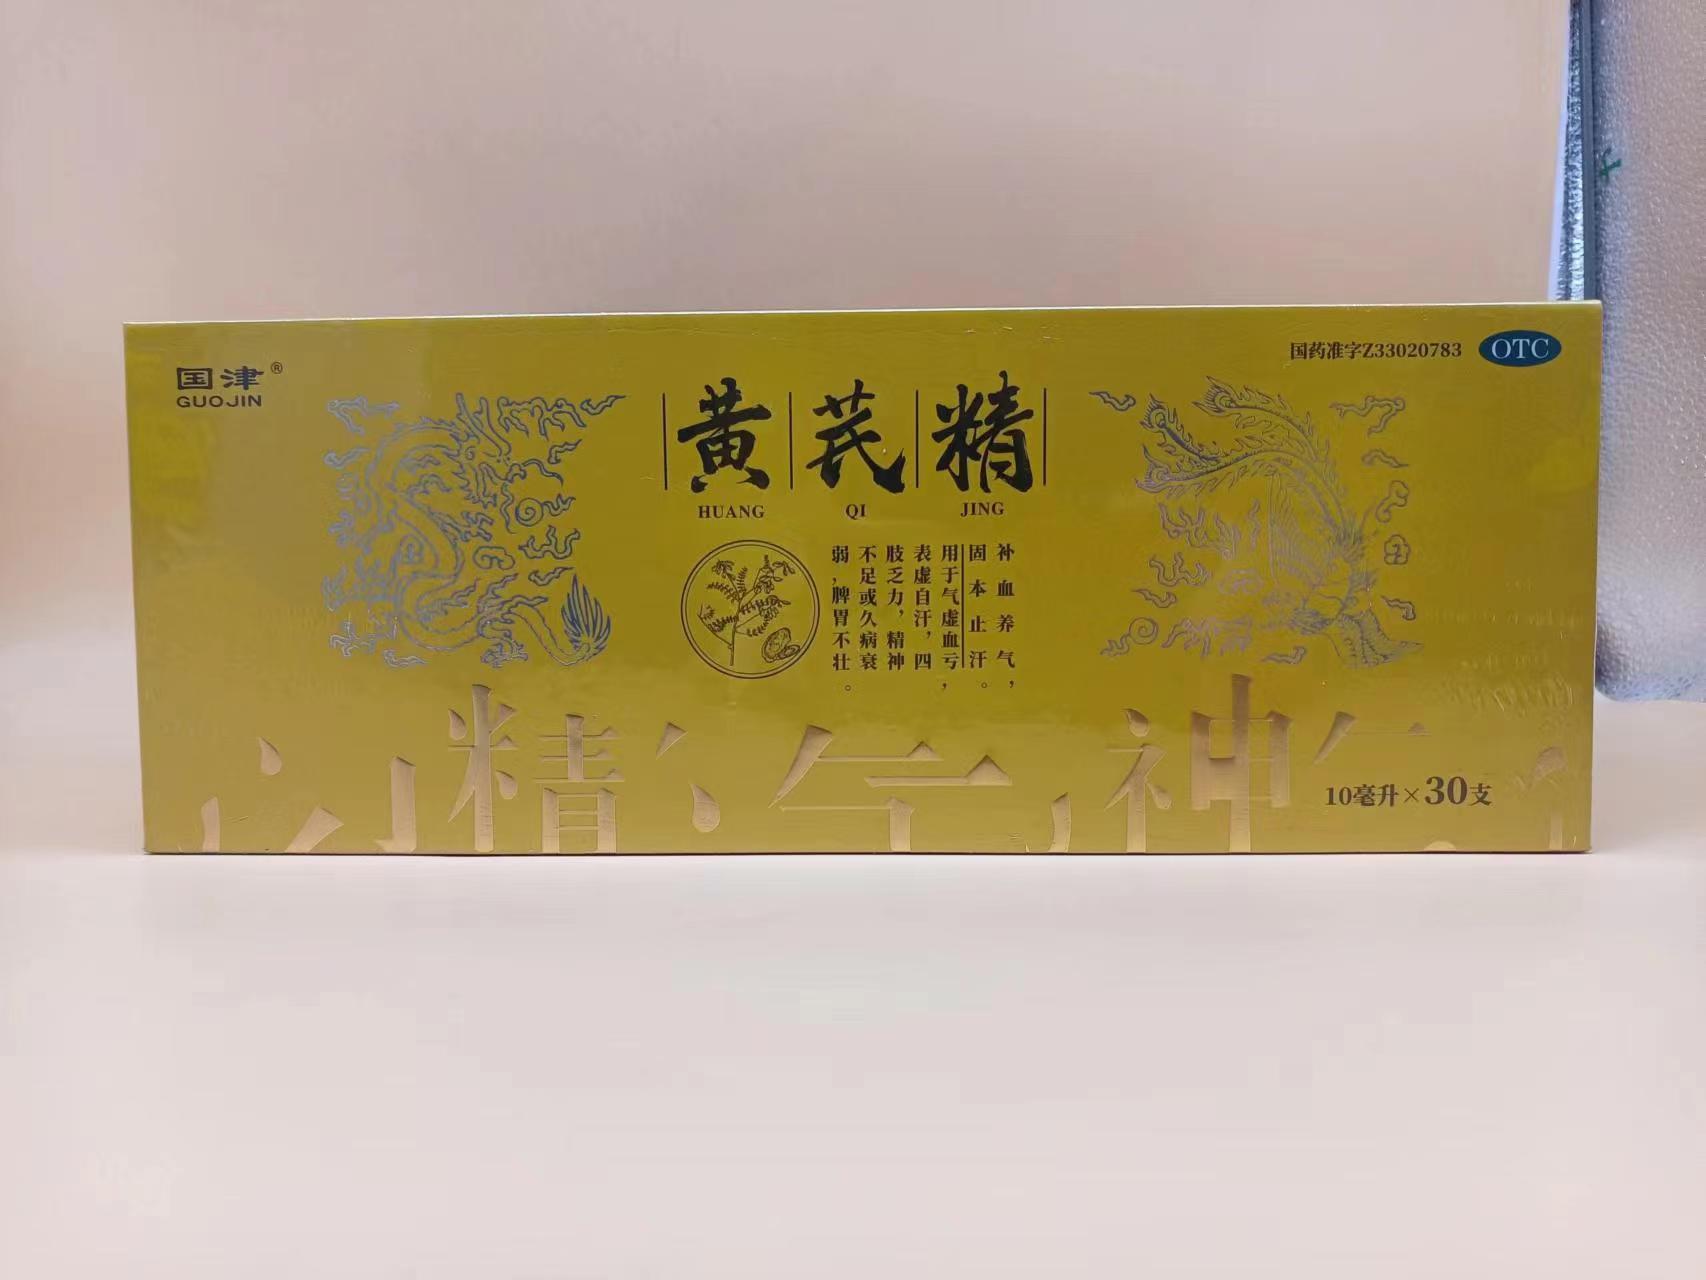 国津®
GUOJIN
国药准字Z33020783
OTC
黄芪精
HUANG QI JING
补血养气，
固本止汗。
用于气虚血亏，
表虚自汗，四
肢乏力，精神
不足或久病衰
弱，脾胃不壮。
精 气 神
10毫升×30支